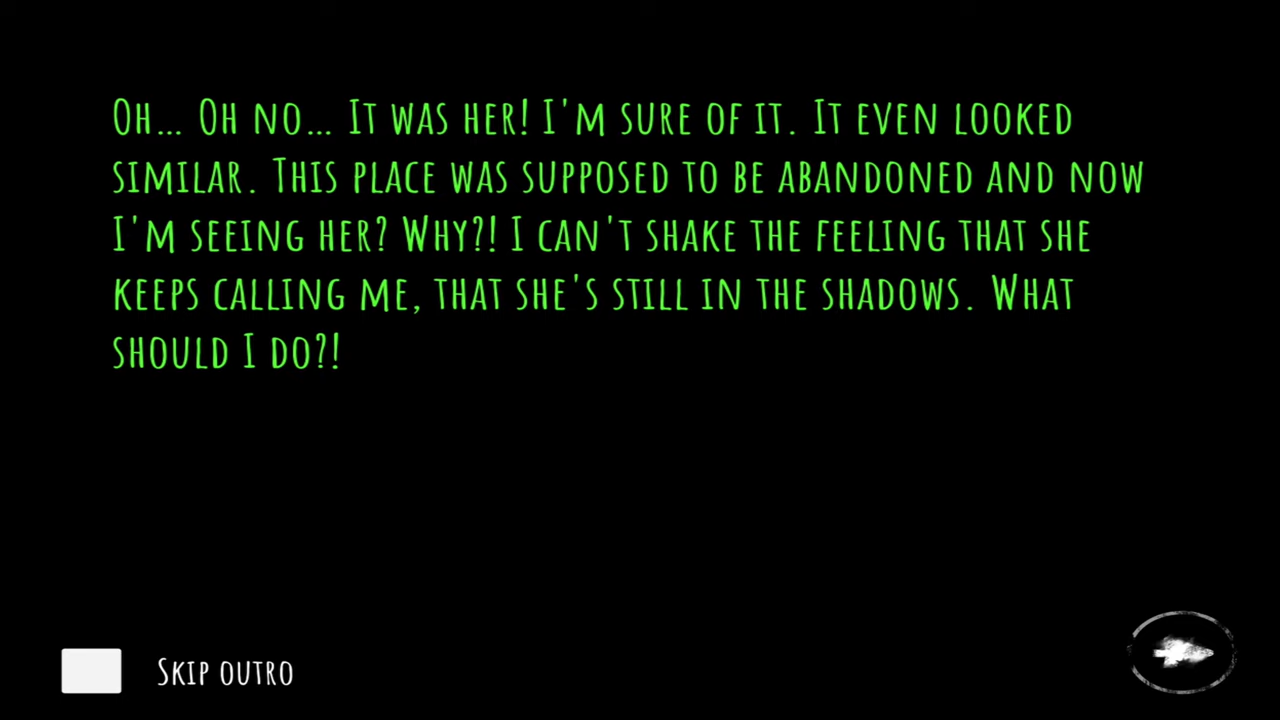 Oh... Oh no... It was her! I'm sure of it. It even looked
similar. This place was supposed to be abandoned and now
I'm seeing her? Why?! I can't shake the feeling that she
keeps calling me, that she's still in the shadows. What
should I do?!
Skip outro